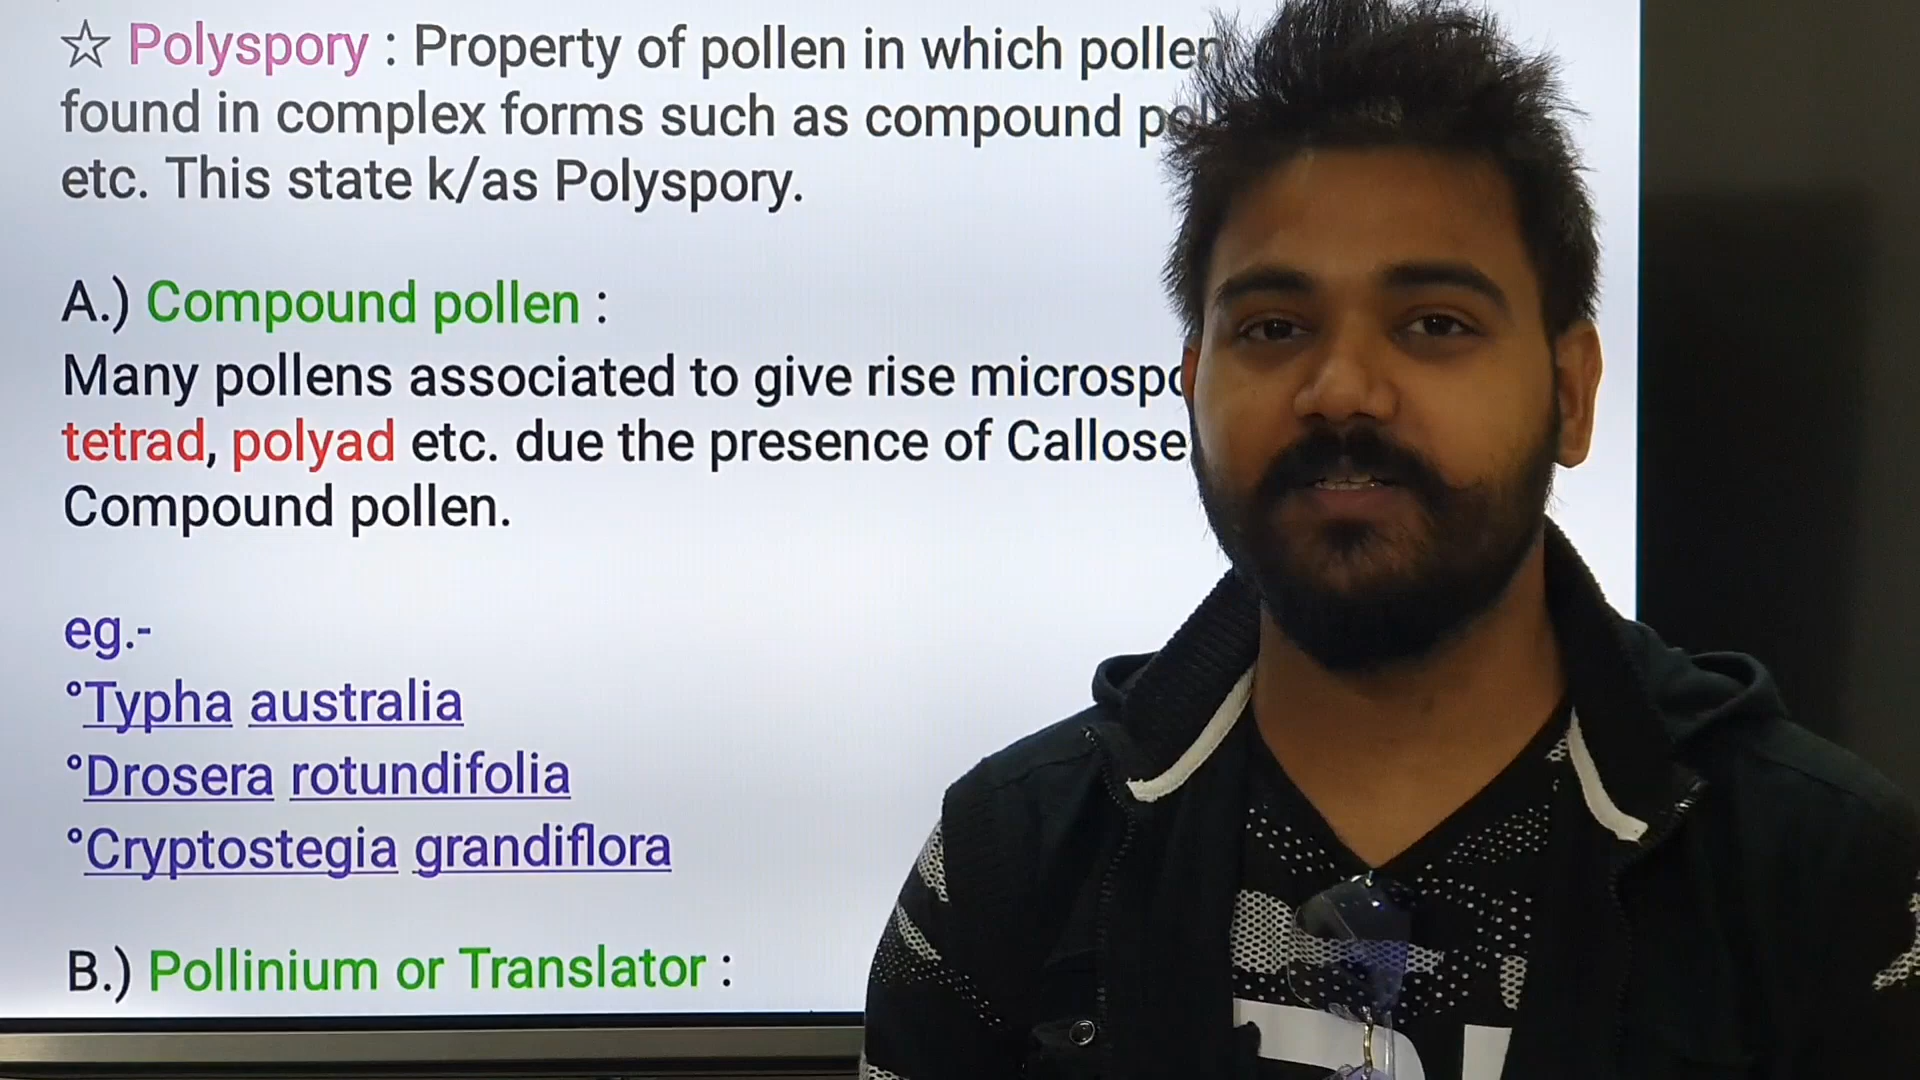 ☆ Polyspory : Property of pollen in which
found in complex forms such as compound
etc. This state k/as Polyspory.
A.) Compound pollen :
Many pollens associated to give rise
tetrad, polyad etc. due the presence of Callose
Compound pollen.
eg.-
°Typha australia
°Drosera rotundifolia
°Cryptostegia grandiflora
B.) Pollinium or Translator :